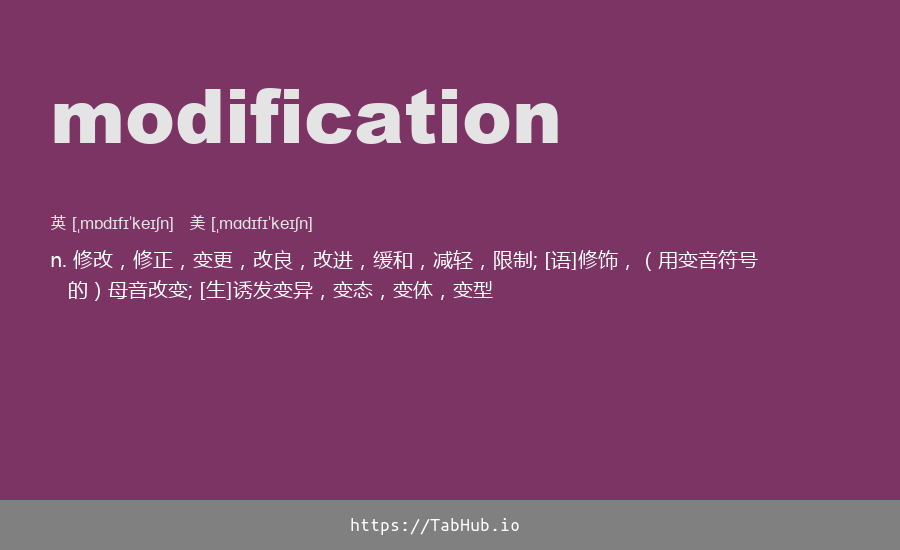 modification
英 [ˌmɒdɪfɪˈkeɪʃn] 美 [ˌmɑdɪfɪˈkeɪʃn]
n. 修改，修正，变更，改良，改进，缓和，减轻，限制; [语]修饰，（用变音符号
的）母音改变; [生]诱发变异，变态，变体，变型
https://TabHub.io